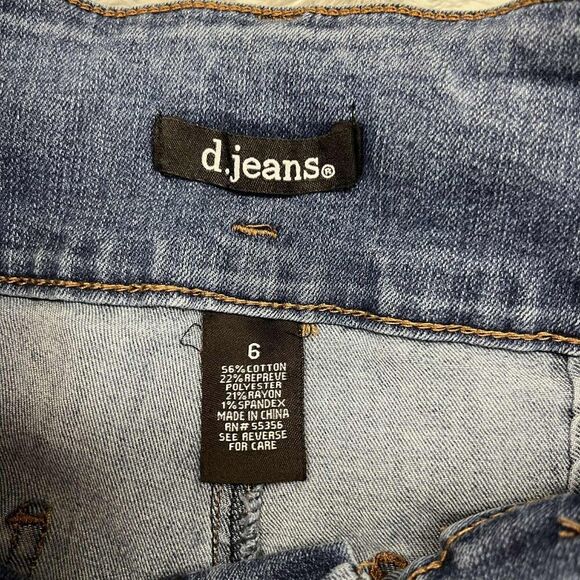 d.jeans®
6
56% COTTON
22% REPREVE
POLYESTER
21% RAYON
1% SPANDEX
MADE IN CHINA
RN# 55356
SEE REVERSE
FOR CARE